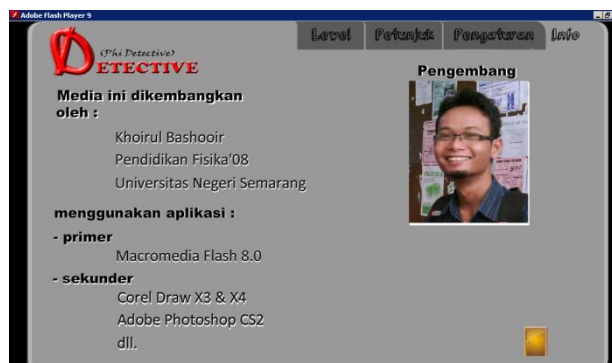 Adobe Flash Player 9
Level Petunjuk Pengaturan Info
(Phi Detective)
DETECTIVE
Pengembang
Media ini dikembangkan
oleh :
Khoirul Bashooir
Pendidikan Fisika'08
Universitas Negeri Semarang
menggunakan aplikasi :
- primer
Macromedia Flash 8.0
- sekunder
Corel Draw X3 & X4
Adobe Photoshop CS2
dll.